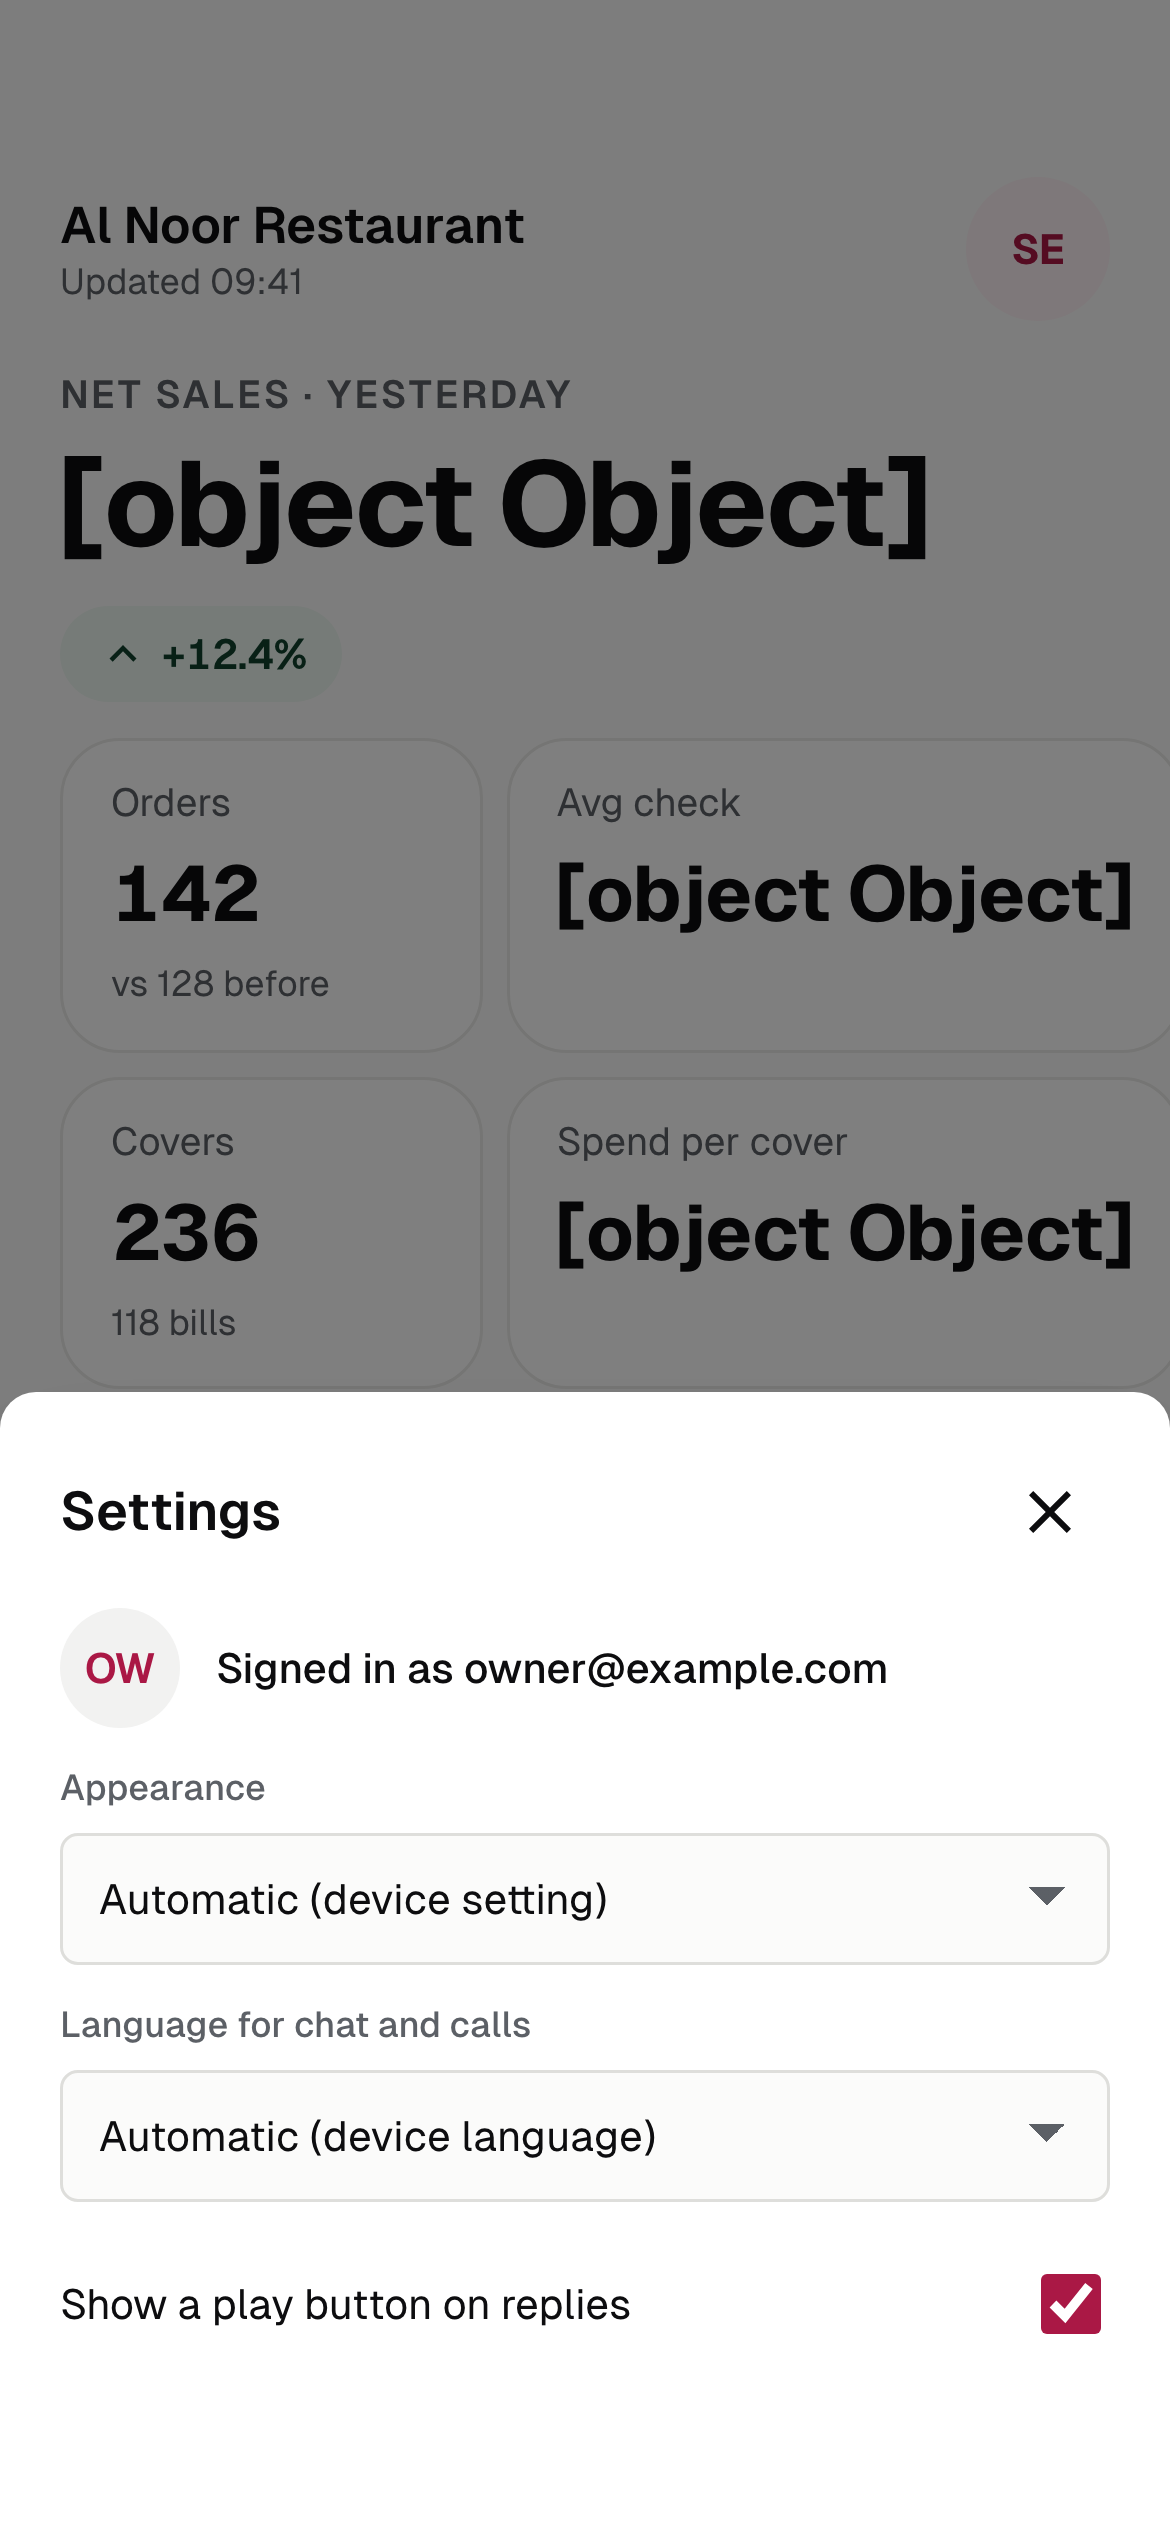 Al Noor Restaurant
SE
Updated 09:41
NET SALES · YESTERDAY
[object Object]
+12.4%
Orders
142
vs 128 before
Avg check
[object Object]
Covers
236
118 bills
Spend per cover
[object Object]
Settings
OW
Signed in as owner@example.com
Appearance
Automatic (device setting)
Language for chat and calls
Automatic (device language)
Show a play button on replies